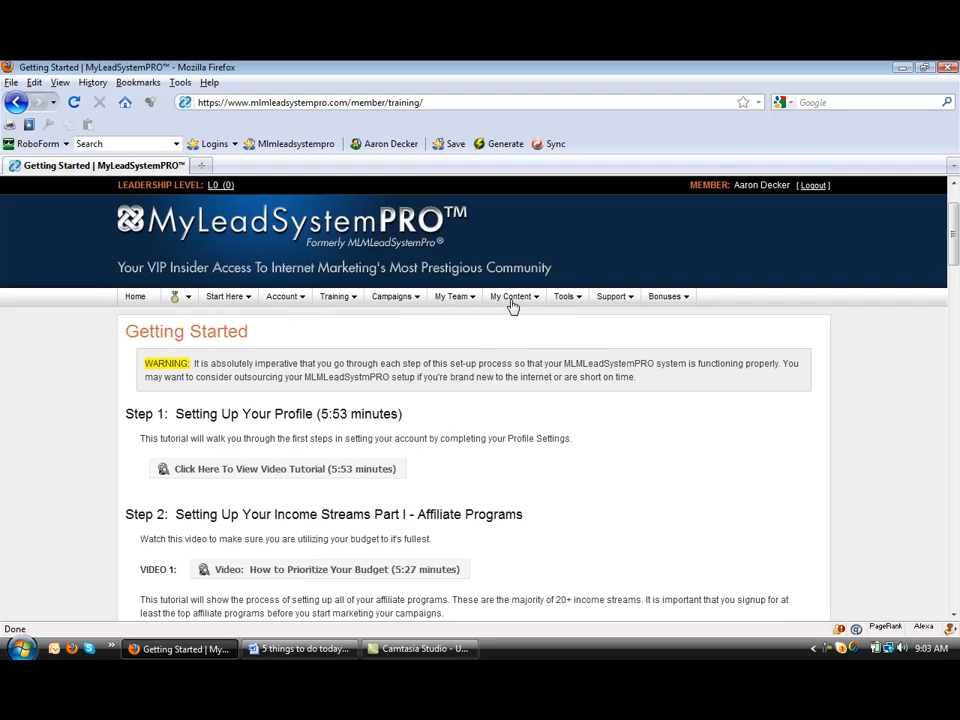 Getting Started | MyLeadSystemPRO™ - Mozilla Firefox
File Edit View History Bookmarks Tools Help
https://www.mlmleadsystempro.com/member/training/
Google
RoboForm Search Logins Mlmleadsystempro Aaron Decker Save Generate Sync
Getting Started | MyLeadSystemPRO™
LEADERSHIP LEVEL: L0 (0) MEMBER: Aaron Decker [ Logout ]
MyLeadSystemPRO™
Formerly MLMLeadSystemPro®
Your VIP Insider Access To Internet Marketing's Most Prestigious Community
Home Start Here Account Training Campaigns My Team My Content Tools Support Bonuses
Getting Started
WARNING: It is absolutely imperative that you go through each step of this set-up process so that your MLMLeadSystemPRO system is functioning properly. You
may want to consider outsourcing your MLMLeadSystmPRO setup if you're brand new to the internet or are short on time.
Step 1: Setting Up Your Profile (5:53 minutes)
This tutorial will walk you through the first steps in setting your account by completing your Profile Settings.
Click Here To View Video Tutorial (5:53 minutes)
Step 2: Setting Up Your Income Streams Part I - Affiliate Programs
Watch this video to make sure you are utilizing your budget to it's fullest.
VIDEO 1: Video: How to Prioritize Your Budget (5:27 minutes)
This tutorial will show the process of setting up all of your affiliate programs. These are the majority of 20+ income streams. It is important that you signup for at
least the top affiliate programs before you start marketing your campaigns.
Done PageRank Alexa
Getting Started | My... 5 things to do today... Camtasia Studio - U... 9:03 AM